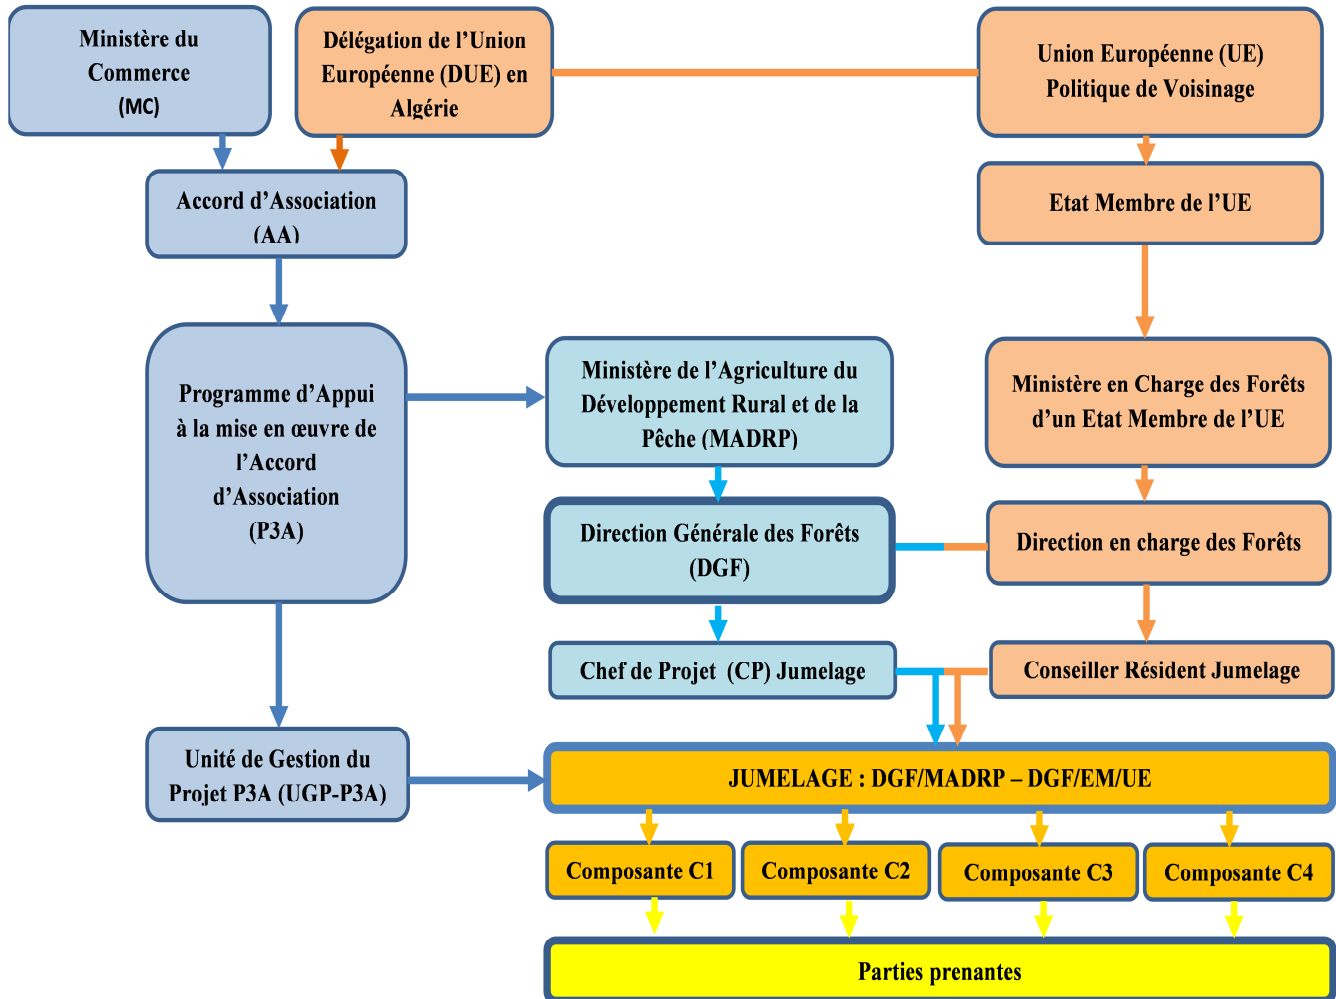 Ministère du
Commerce
(MC)
Délégation de l'Union
Européenne (DUE) en
Algérie
Union Européenne (UE)
Politique de Voisinage
Accord d'Association
(AA)
Etat Membre de l'UE
Programme d'Appui
à la mise en œuvre de
l'Accord
d'Association
(P3A)
Ministère de l'Agriculture du
Développement Rural et de la
Pêche (MADRP)
Ministère en Charge des Forêts
d'un Etat Membre de l'UE
Direction Générale des Forêts
(DGF)
Direction en charge des Forêts
Chef de Projet (CP) Jumelage
Conseiller Résident Jumelage
Unité de Gestion du
Projet P3A (UGP-P3A)
JUMELAGE : DGF/MADRP – DGF/EM/UE
Composante C1
Composante C2
Composante C3
Composante C4
Parties prenantes